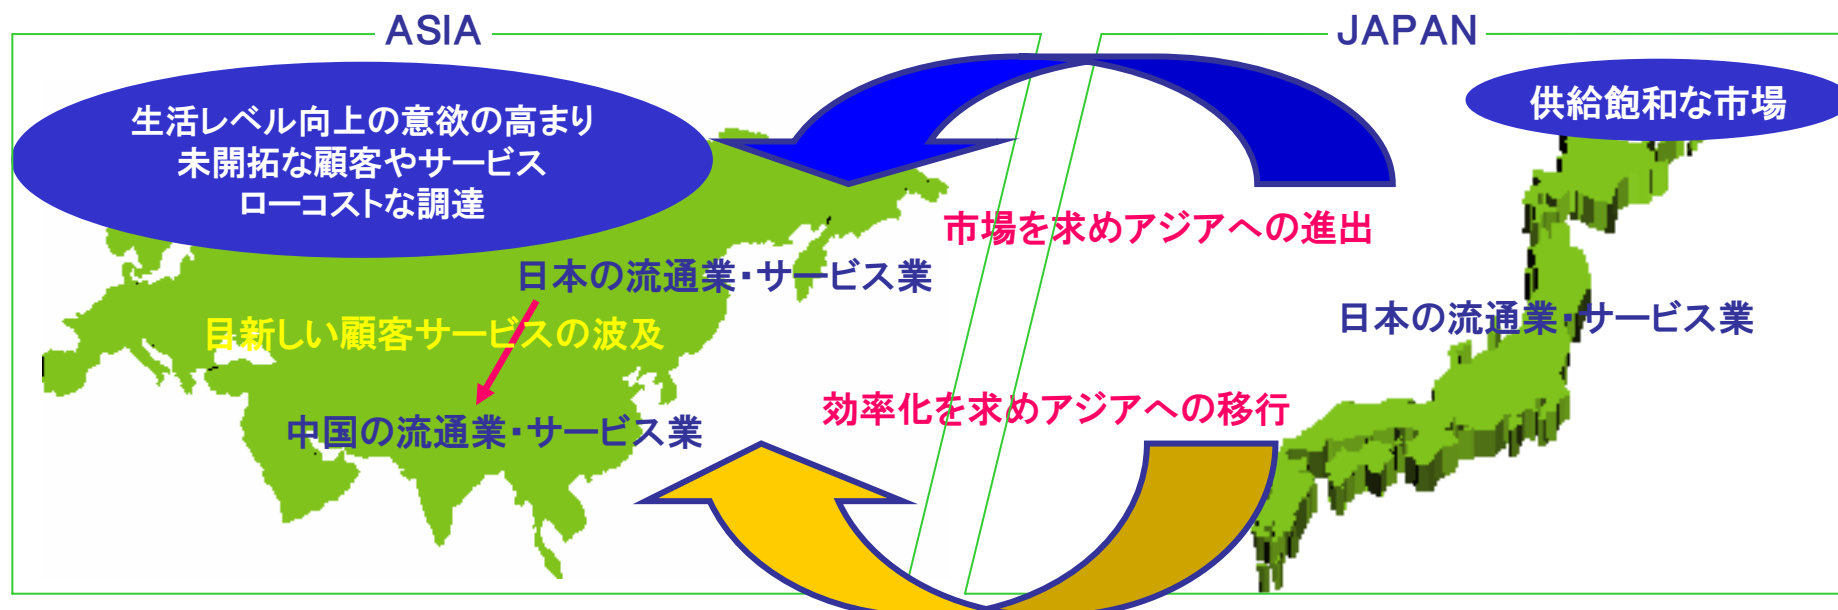 ASIA
JAPAN
生活レベル向上の意欲の高まり
未開拓な顧客やサービス
ローコストな調達
供給飽和な市場
市場を求めアジアへの進出
日本の流通業・サービス業
目新しい顧客サービスの波及
日本の流通業・サービス業
効率化を求めアジアへの移行
中国の流通業・サービス業